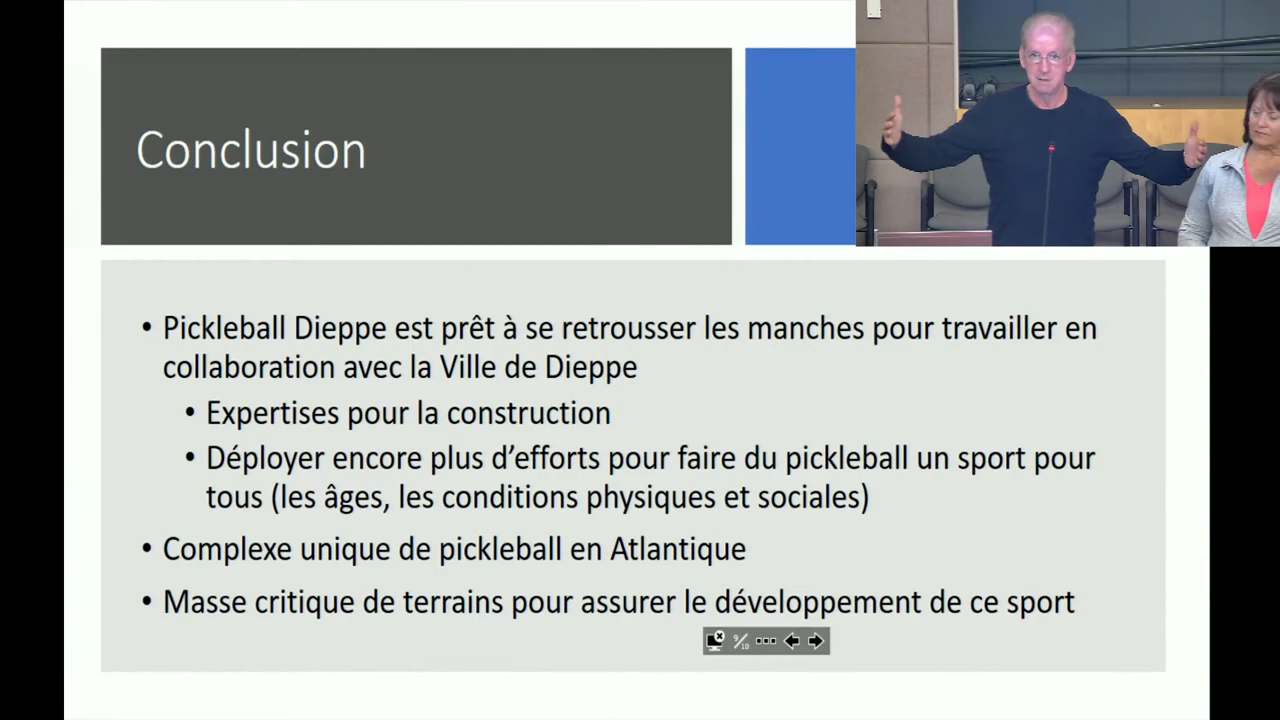 Conclusion
• Pickleball Dieppe est prêt à se retrousser les manches pour travailler en
collaboration avec la Ville de Dieppe
• Expertises pour la construction
• Déployer encore plus d’efforts pour faire du pickleball un sport pour
tous (les âges, les conditions physiques et sociales)
• Complexe unique de pickleball en Atlantique
• Masse critique de terrains pour assurer le développement de ce sport
9/10